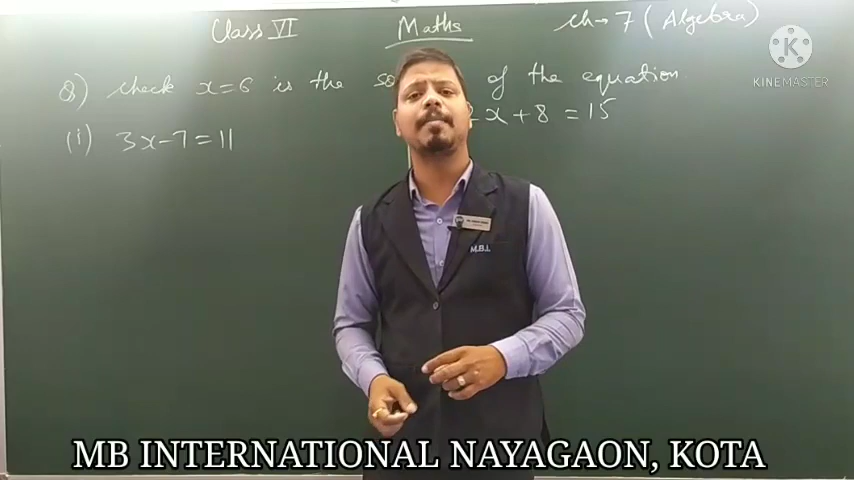 Class VI Maths Ch→ 7 (Algebra)
Q) check x=6 is the of the equation
(i) 3x-7=11 x+8=15
KINEMASTER
M.B.I.
MB INTERNATIONAL NAYAGAON, KOTA